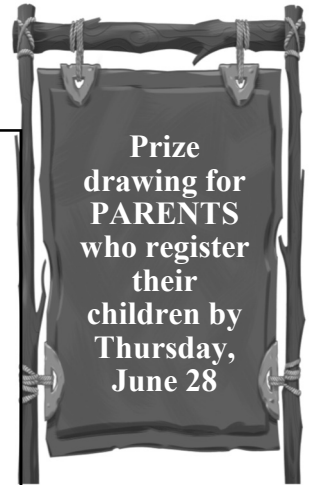 Prize
drawing for
PARENTS
who register
their
children by
Thursday,
June 28